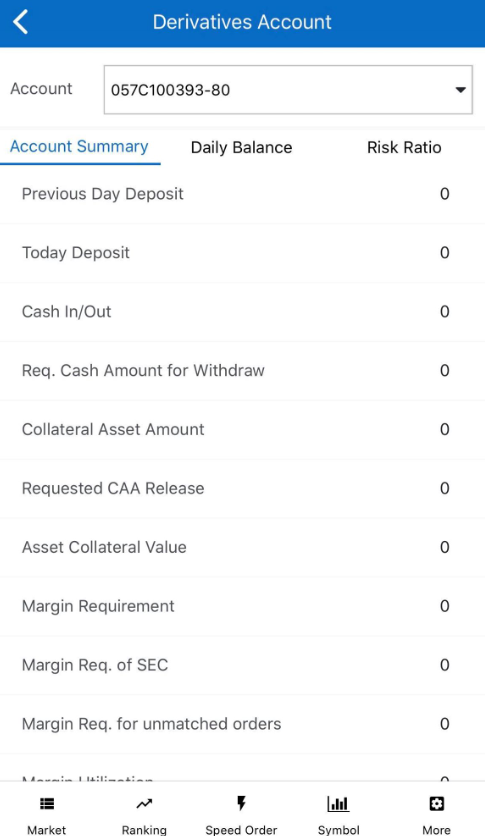 Derivatives Account
Account 057C100393-80
Account Summary Daily Balance Risk Ratio
Previous Day Deposit 0
Today Deposit 0
Cash In/Out 0
Req. Cash Amount for Withdraw 0
Collateral Asset Amount 0
Requested CAA Release 0
Asset Collateral Value 0
Margin Requirement 0
Margin Req. of SEC 0
Margin Req. for unmatched orders 0
Margin Utilization 0
Market Ranking Speed Order Symbol More